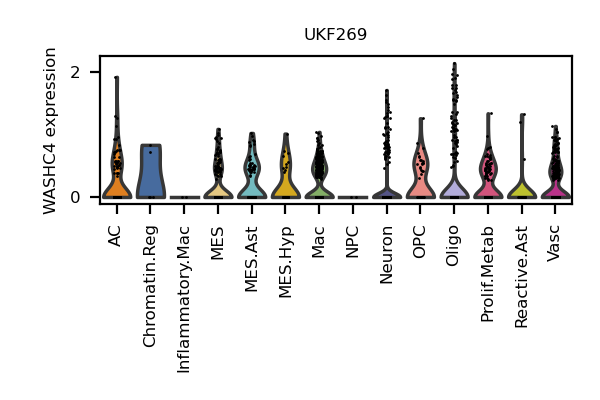 UKF269
WASHC4 expression
2
0
AC
Chromatin.Reg
Inflammatory.Mac
MES
MES.Ast
MES.Hyp
Mac
NPC
Neuron
OPC
Oligo
Prolif.Metab
Reactive.Ast
Vasc